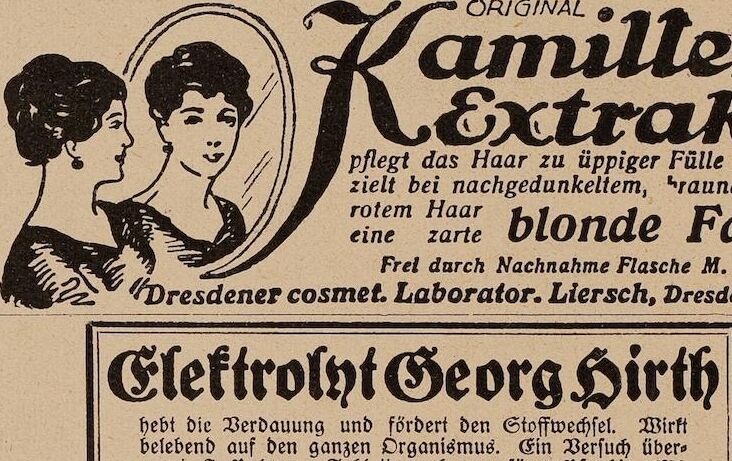 ORIGINAL
Kamille
Extrak
pflegt das Haar zu üppiger Fülle
zielt bei nachgedunkeltem, braun
rotem Haar
eine zarte blonde Fa
Frei durch Nachnahme Flasche M.
Dresdener cosmet. Laborator. Liersch, Dresd
Elektrolyt Georg Hirth
hebt die Verdauung und fördert den Stoffwechsel. Wirkt
belebend auf den ganzen Organismus. Ein Versuch über-